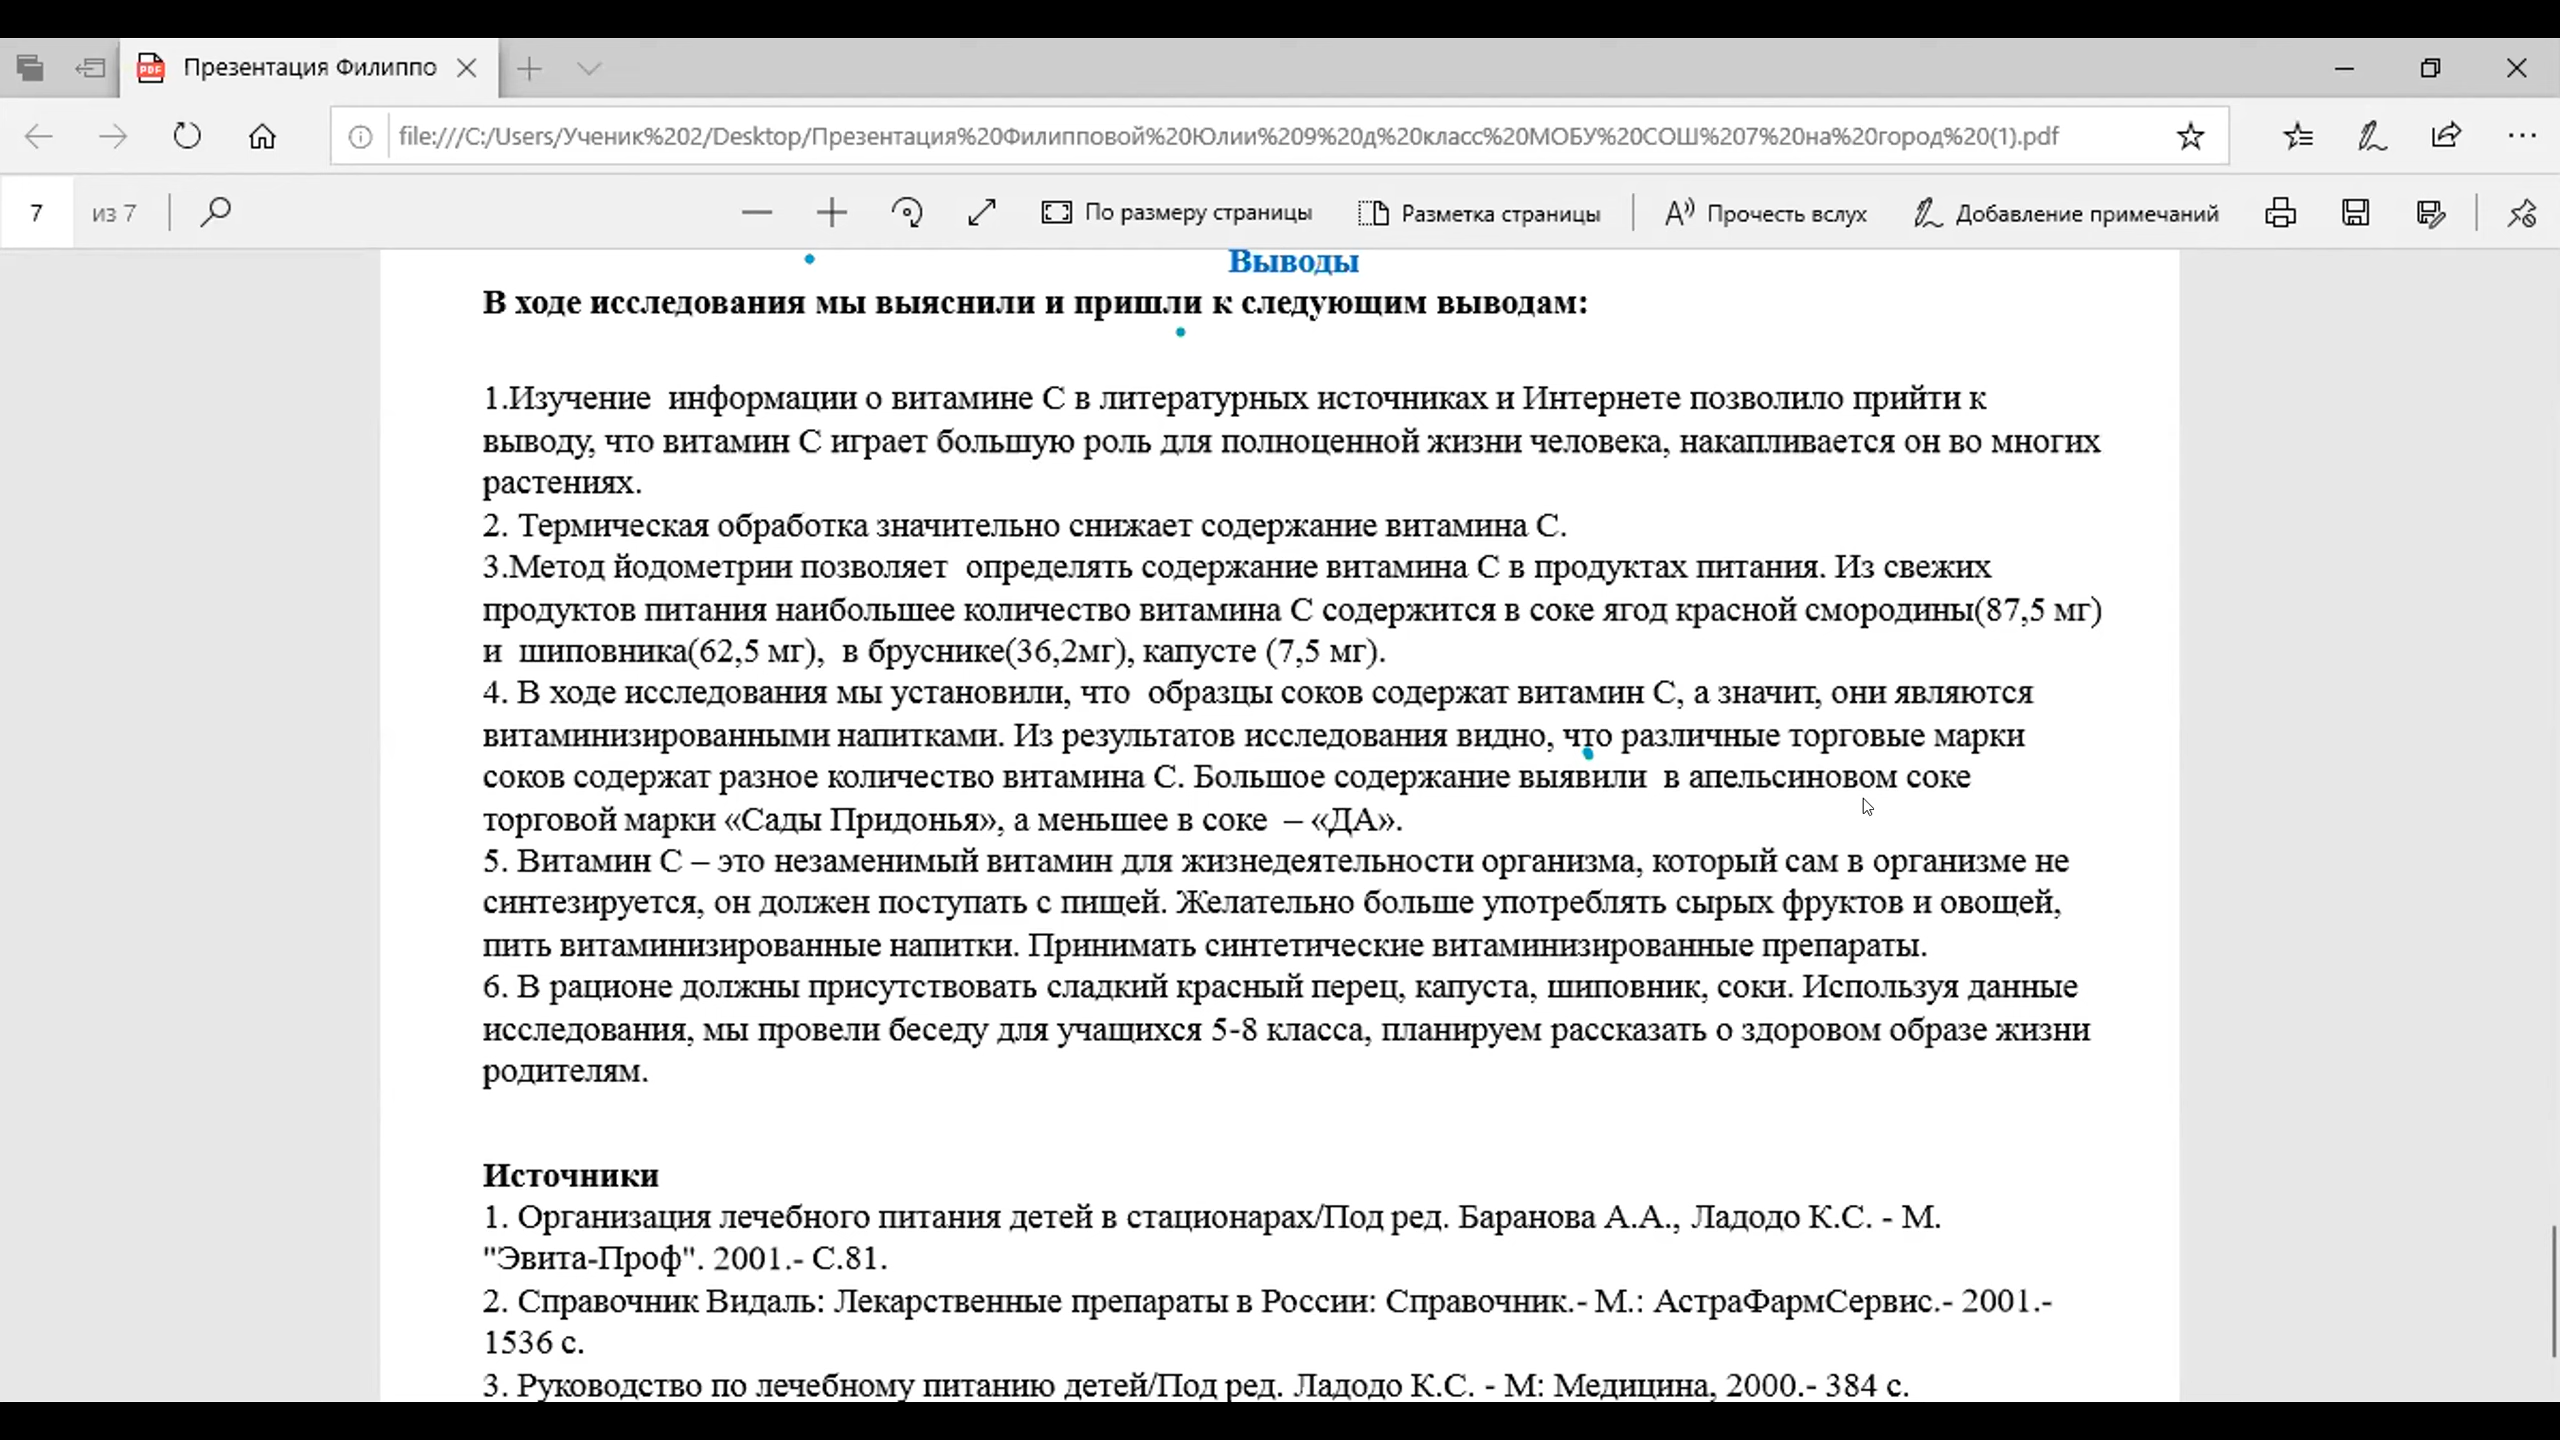 Презентация Филиппо
file:///C:/Users/Ученик%202/Desktop/Презентация%20Филипповой%20Юлии%209%20д%20класс%20МОБУ%20СОШ%207%20на%20город%20(1).pdf
7 из 7 По размеру страницы Разметка страницы Прочесть вслух Добавление примечаний
Выводы
В ходе исследования мы выяснили и пришли к следующим выводам:
1.Изучение  информации о витамине С в литературных источниках и Интернете позволило прийти к
выводу, что витамин С играет большую роль для полноценной жизни человека, накапливается он во многих
растениях.
2. Термическая обработка значительно снижает содержание витамина С.
3.Метод йодометрии позволяет  определять содержание витамина С в продуктах питания. Из свежих
продуктов питания наибольшее количество витамина С содержится в соке ягод красной смородины(87,5 мг)
и  шиповника(62,5 мг),  в бруснике(36,2мг), капусте (7,5 мг).
4. В ходе исследования мы установили, что  образцы соков содержат витамин С, а значит, они являются
витаминизированными напитками. Из результатов исследования видно, что различные торговые марки
соков содержат разное количество витамина С. Большое содержание выявили  в апельсиновом соке
торговой марки «Сады Придонья», а меньшее в соке  – «ДА».
5. Витамин С – это незаменимый витамин для жизнедеятельности организма, который сам в организме не
синтезируется, он должен поступать с пищей. Желательно больше употреблять сырых фруктов и овощей,
пить витаминизированные напитки. Принимать синтетические витаминизированные препараты.
6. В рационе должны присутствовать сладкий красный перец, капуста, шиповник, соки. Используя данные
исследования, мы провели беседу для учащихся 5-8 класса, планируем рассказать о здоровом образе жизни
родителям.
Источники
1. Организация лечебного питания детей в стационарах/Под ред. Баранова А.А., Ладодо К.С. - М.
"Эвита-Проф". 2001.- С.81.
2. Справочник Видаль: Лекарственные препараты в России: Справочник.- М.: АстраФармСервис.- 2001.-
1536 с.
3. Руководство по лечебному питанию детей/Под ред. Ладодо К.С. - М: Медицина, 2000.- 384 с.